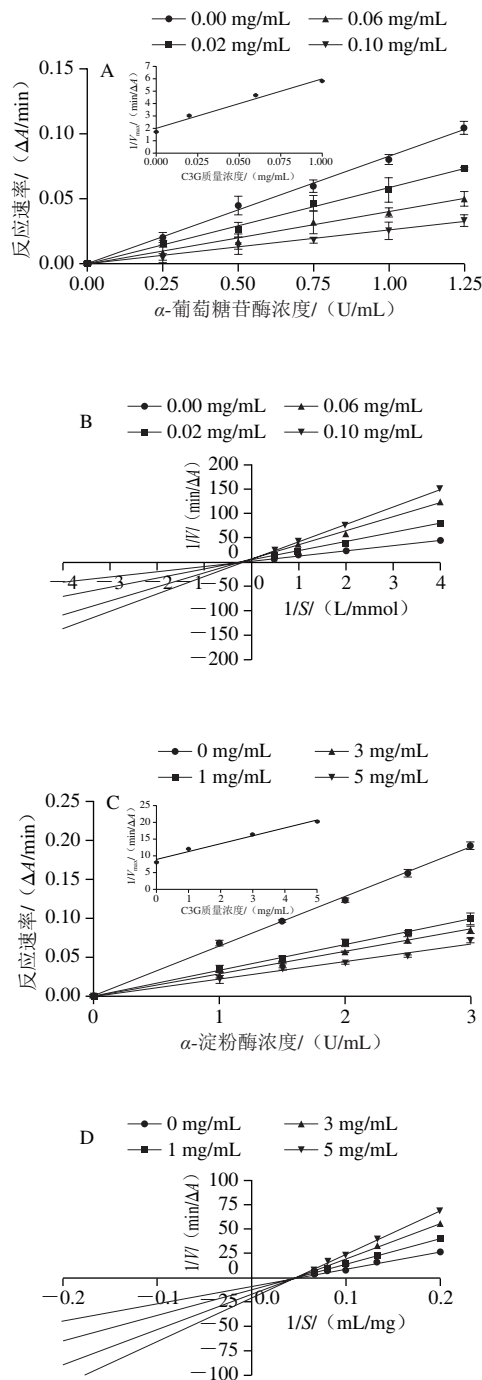 0.00 mg/mL 0.06 mg/mL
0.02 mg/mL 0.10 mg/mL
A
反应速率/（ΔA/min）
0.15
0.10
0.05
0.00
1/Vmax/（min/ΔA）
6
5
4
3
2
1
0
0.000 0.025 0.050 0.075 1.000
C3G质量浓度/（mg/mL）
0.00 0.25 0.50 0.75 1.00 1.25
α-葡萄糖苷酶浓度/（U/mL）
B
0.00 mg/mL 0.06 mg/mL
0.02 mg/mL 0.10 mg/mL
1/V/（min/ΔA）
200
150
100
50
0
—50
—100
—150
—200
—4 —3 —2 —1 0 1 2 3 4
1/S/（L/mmol）
0 mg/mL 3 mg/mL
1 mg/mL 5 mg/mL
C
反应速率/（ΔA/min）
0.25
0.20
0.15
0.10
0.05
0.00
1/Vmax/（min/ΔA）
25
20
15
10
5
0
0 1 2 3 4 5
C3G质量浓度/（mg/mL）
0 1 2 3
α-淀粉酶浓度/（U/mL）
D
0 mg/mL 3 mg/mL
1 mg/mL 5 mg/mL
1/V/（min/ΔA）
100
75
50
25
0
—25
—50
—75
—100
—0.2 —0.1 0.0 0.1 0.2
1/S/（mL/mg）